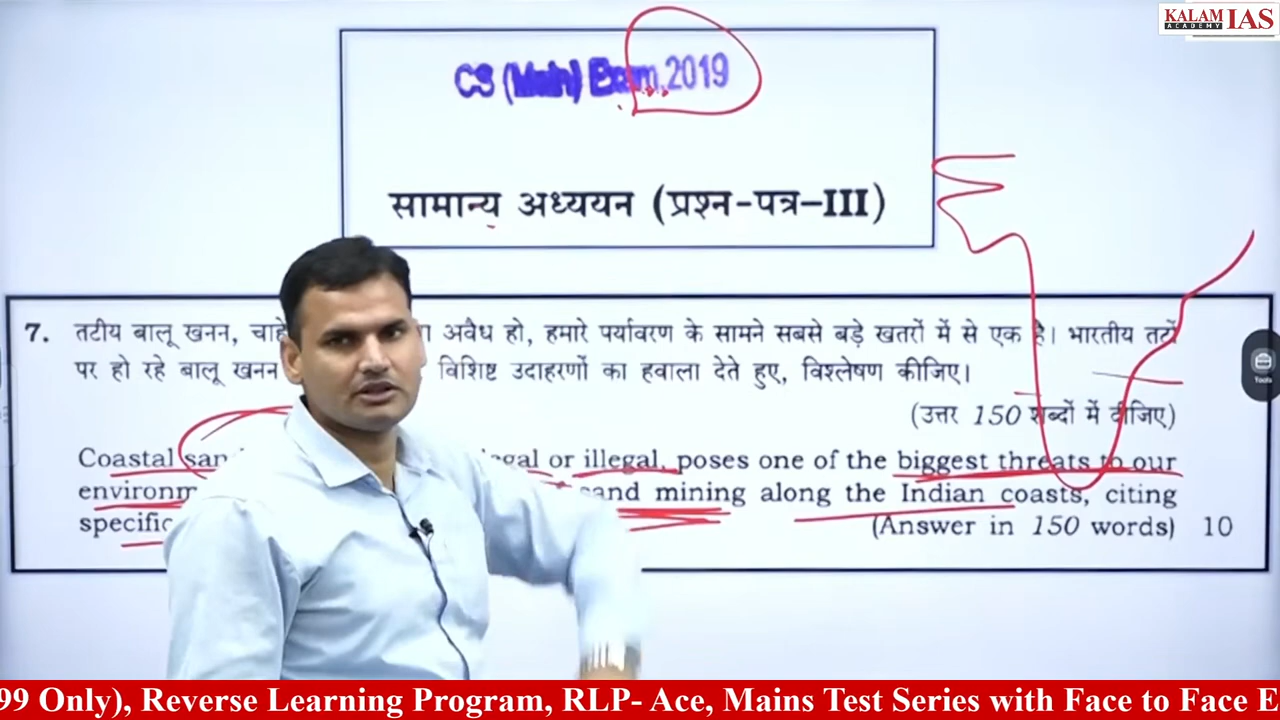 KALAM IAS
ACADEMY
CS (Main) Exam,2019
सामान्य अध्ययन (प्रश्न-पत्र–III)
7. तटीय बालू खनन, चाहे अवैध हो, हमारे पर्यावरण के सामने सबसे बड़े खतरों में से एक है। भारतीय तटों
पर हो रहे बालू खनन विशिष्ट उदाहरणों का हवाला देते हुए, विश्लेषण कीजिए।
(उत्तर 150 शब्दों में दीजिए)
Coastal or illegal, poses one of the biggest threats to our
sand mining along the Indian coasts, citing
(Answer in 150 words) 10
Tools
99 Only), Reverse Learning Program, RLP- Ace, Mains Test Series with Face to Face E